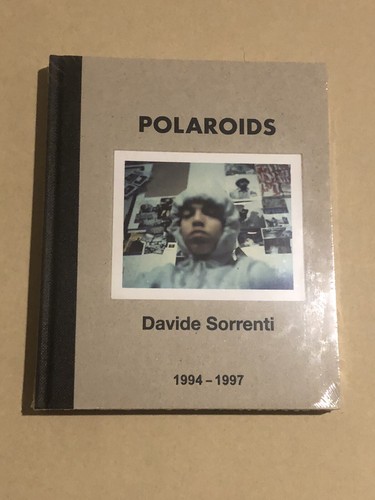 POLAROIDS
Davide Sorrenti
1994 – 1997